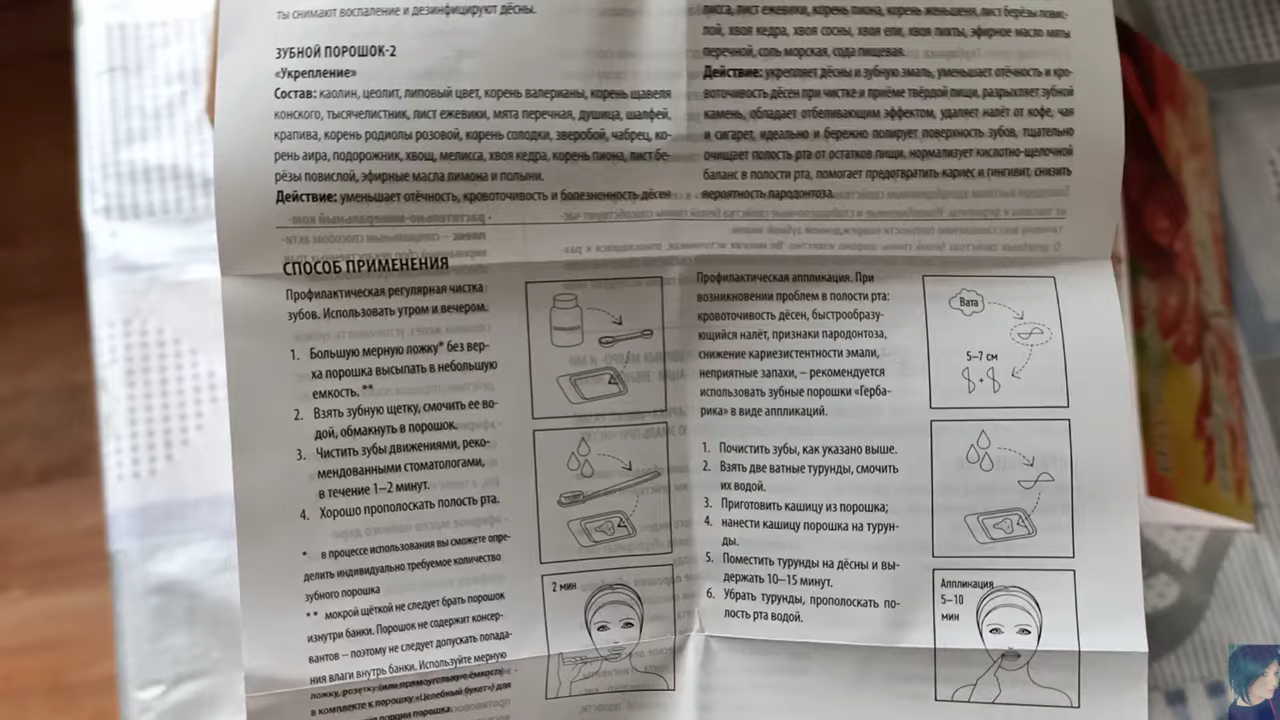 ты снимают воспаление и дезинфицируют дёсны.
ЗУБНОЙ ПОРОШОК-2
«Укрепление»
Состав: каолин, цеолит, липовый цвет, корень валерианы, корень щавеля
конского, тысячелистник, лист ежевики, мята перечная, душица, шалфей,
крапива, корень родиолы розовой, корень солодки, зверобой, чабрец, ко-
рень аира, подорожник, хвощ, мелисса, хвоя кедра, корень пиона, лист бе-
рёзы повислой, эфирные масла лимона и полыни.
Действие: уменьшает отёчность, кровоточивость и болезненность дёсен
лисса, лист ежевики, корень пиона, корень женьшеня, лист берёзы повис-
лой, хвоя кедра, хвоя сосны, хвоя ели, хвоя пихты, эфирное масло мяты
перечной, соль морская, сода пищевая.
Действие: укрепляет дёсны и зубную эмаль, уменьшает отёчность и кро-
воточивость дёсен при чистке и приёме твёрдой пищи, разрыхляет зубной
камень, обладает отбеливающим эффектом, удаляет налёт от кофе, чая
и сигарет, идеально и бережно полирует поверхность зубов, тщательно
очищает полость рта от остатков пищи, нормализует кислотно-щелочной
баланс в полости рта, помогает предотвратить кариес и гингивит, снизить
вероятность пародонтоза.
СПОСОБ ПРИМЕНЕНИЯ
Профилактическая регулярная чистка
зубов. Использовать утром и вечером.
1. Большую мерную ложку* без вер-
ха порошка высыпать в небольшую
емкость. **
2. Взять зубную щетку, смочить ее во-
дой, обмакнуть в порошок.
3. Чистить зубы движениями, реко-
мендованными стоматологами,
в течение 1–2 минут.
4. Хорошо прополоскать полость рта.
* в процессе использования вы сможете опре-
делить индивидуально требуемое количество
зубного порошка
** мокрой щёткой не следует брать порошок
изнутри банки. Порошок не содержит консер-
вантов – поэтому не следует допускать попада-
ния влаги внутрь банки. Используйте мерную
ложку, розетку (или прямоугольную ёмкость
в комплекте к порошку «Целебный букет») для
порции порошка.
2 мин
Профилактическая аппликация. При
возникновении проблем в полости рта:
кровоточивость дёсен, быстрообразу-
ющийся налёт, признаки пародонтоза,
снижение кариезистентности эмали,
неприятные запахи, – рекомендуется
использовать зубные порошки «Герба-
рика» в виде аппликаций.
1. Почистить зубы, как указано выше.
2. Взять две ватные турунды, смочить
их водой.
3. Приготовить кашицу из порошка;
4. нанести кашицу порошка на турун-
ды.
5. Поместить турунды на дёсны и вы-
держать 10–15 минут.
6. Убрать турунды, прополоскать по-
лость рта водой.
Вата
5–7 см
Аппликация
5–10
мин